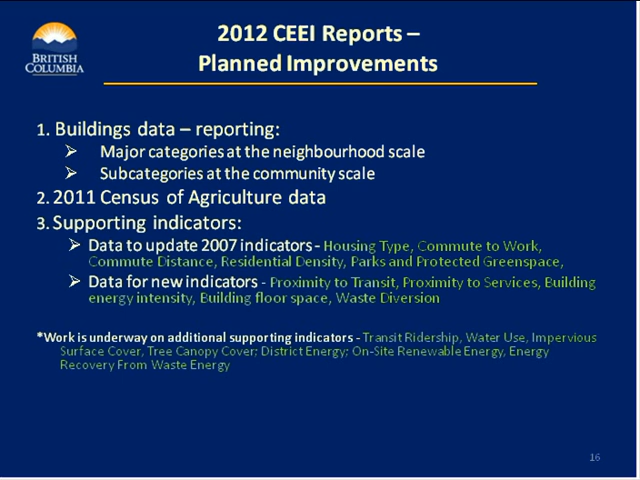 2012 CEEI Reports –
Planned Improvements
BRITISH
COLUMBIA
1. Buildings data – reporting:
➢ Major categories at the neighbourhood scale
➢ Subcategories at the community scale
2. 2011 Census of Agriculture data
3. Supporting indicators:
➢ Data to update 2007 indicators - Housing Type, Commute to Work,
Commute Distance, Residential Density, Parks and Protected Greenspace,
➢ Data for new indicators - Proximity to Transit, Proximity to Services, Building
energy intensity, Building floor space, Waste Diversion
*Work is underway on additional supporting indicators - Transit Ridership, Water Use, Impervious
Surface Cover, Tree Canopy Cover; District Energy; On-Site Renewable Energy, Energy
Recovery From Waste Energy
16